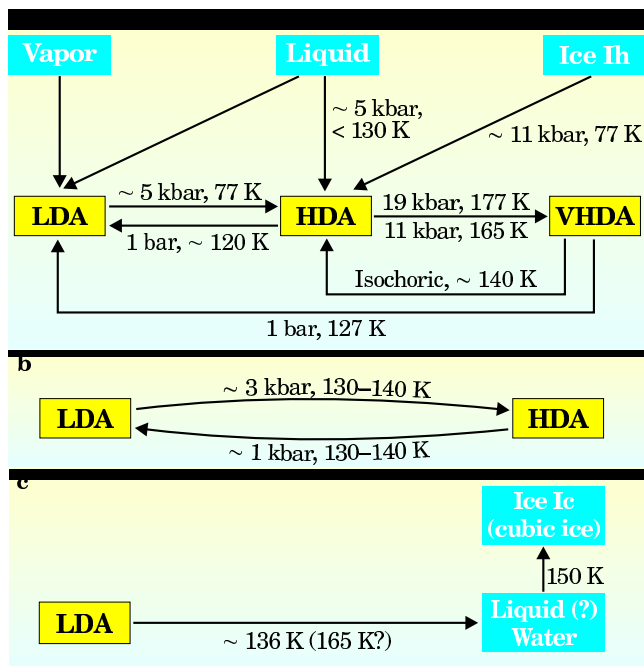 Vapor
Liquid
Ice Ih
~ 5 kbar,
< 130 K
~ 11 kbar, 77 K
~ 5 kbar, 77 K
19 kbar, 177 K
LDA
HDA
VHDA
1 bar, ~ 120 K
11 kbar, 165 K
Isochoric, ~ 140 K
1 bar, 127 K
b
~ 3 kbar, 130–140 K
LDA
HDA
~ 1 kbar, 130–140 K
c
Ice Ic
(cubic ice)
150 K
LDA
Liquid (?)
Water
~ 136 K (165 K?)